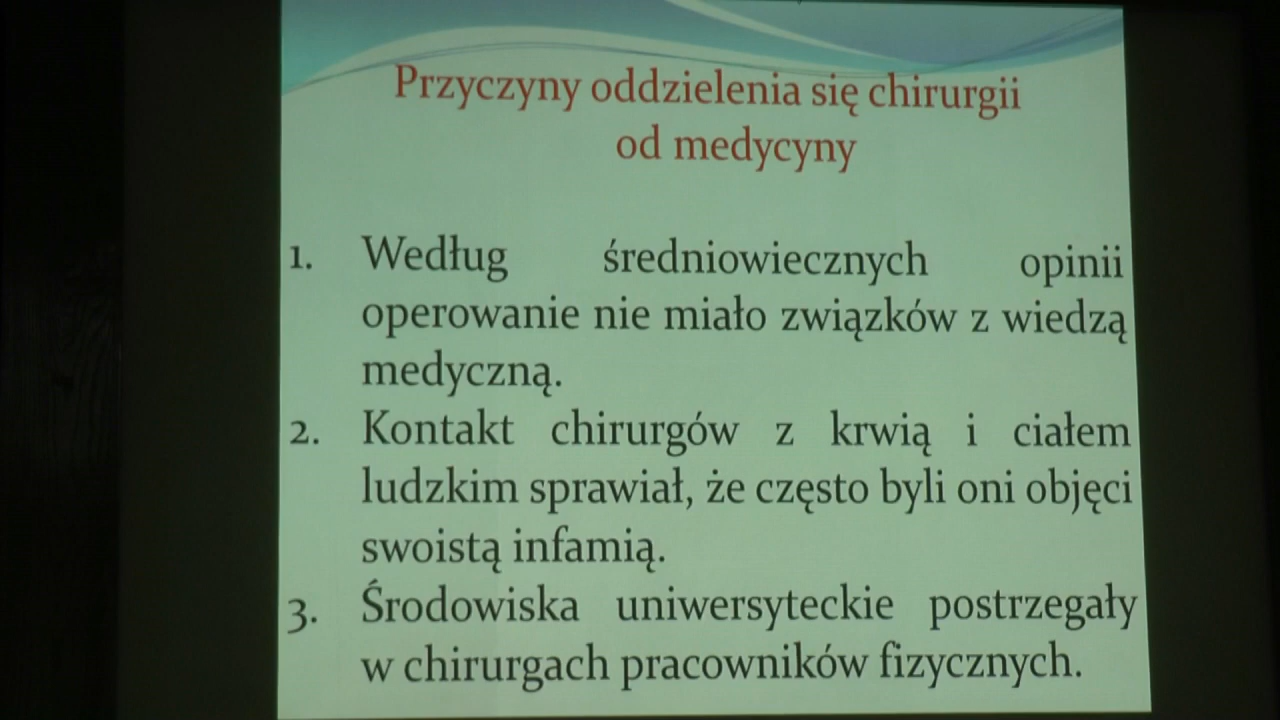 Przyczyny oddzielenia się chirurgii
od medycyny
1. Według średniowiecznych opinii
operowanie nie miało związków z wiedzą
medyczną.
2. Kontakt chirurgów z krwią i ciałem
ludzkim sprawiał, że często byli oni objęci
swoistą infamią.
3. Środowiska uniwersyteckie postrzegały
w chirurgach pracowników fizycznych.